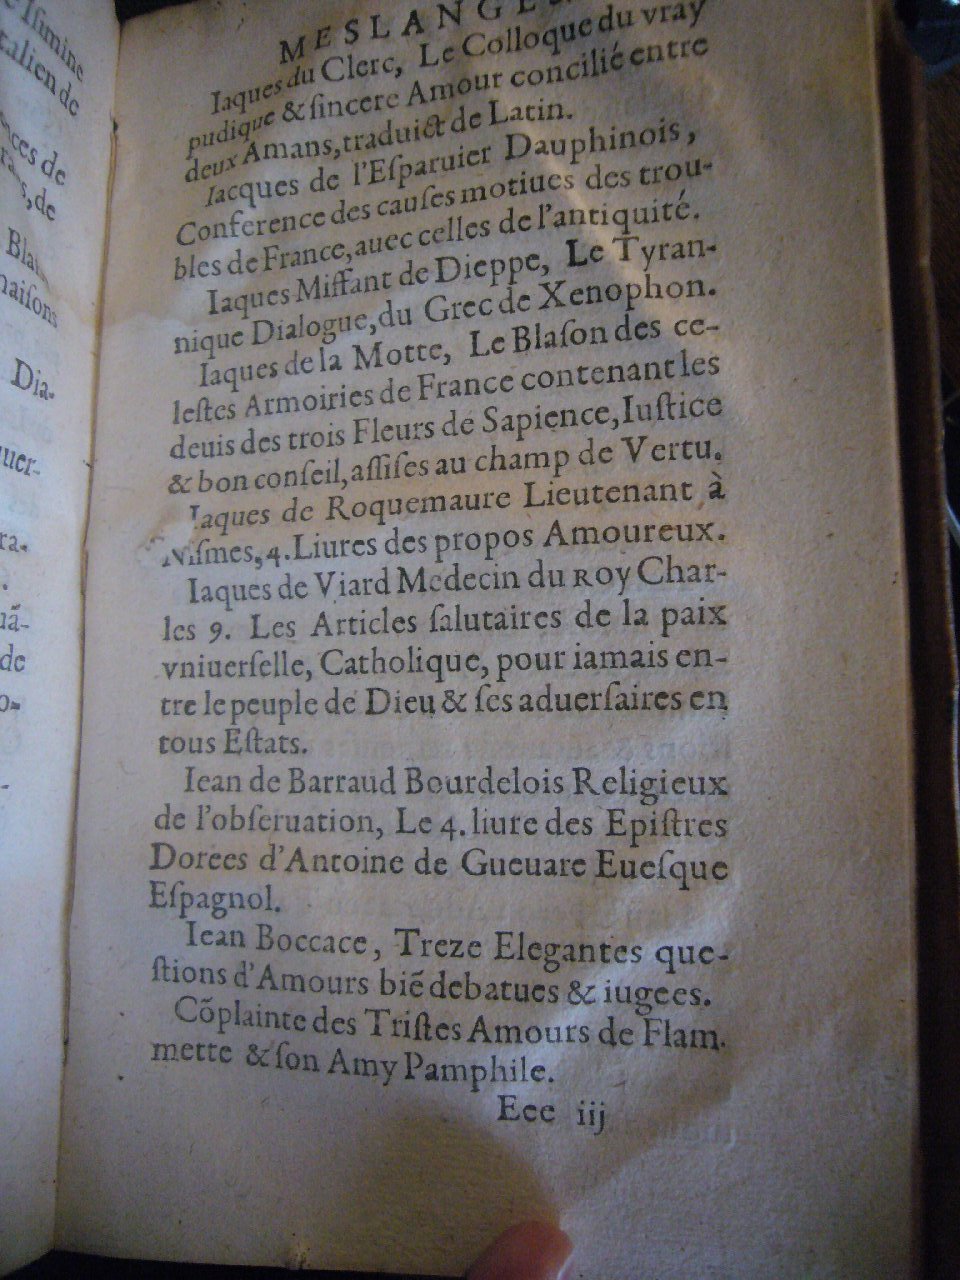 MESLANGES.
Iaques du Clerc, Le Colloque du vray
pudique & ſincere Amour concilié entre
deux Amans, traduict de Latin.
Iacques de l'Eſparuier Dauphinois,
Conference des cauſes motiues des trou-
bles de France, auec celles de l'antiquité.
Iaques Miffant de Dieppe, Le Tyran-
nique Dialogue, du Grec de Xenophon.
Iaques de la Motte, Le Blaſon des ce-
leſtes Armoiries de France contenant les
deuis des trois Fleurs de Sapience, Iuſtice
& bon conſeil, aſſiſes au champ de Vertu.
Iaques de Roquemaure Lieutenant à
Niſmes, 4. Liures des propos Amoureux.
Iaques de Viard Medecin du ROY Char-
les 9. Les Articles ſalutaires de la paix
vniuerſelle, Catholique, pour iamais en-
tre le peuple de Dieu & ſes aduerſaires en
tous Eſtats.
Iean de Barraud Bourdelois Religieux
de l'obſeruation, Le 4. liure des Epiſtres
Dorees d'Antoine de Gueuare Eueſque
Eſpagnol.
Iean Boccace, Treze Elegantes que-
ſtions d'Amours biẽ debatues & iugees.
Cõplainte des Triſtes Amours de Flam-
mette & ſon Amy Pamphile.
Eee iij